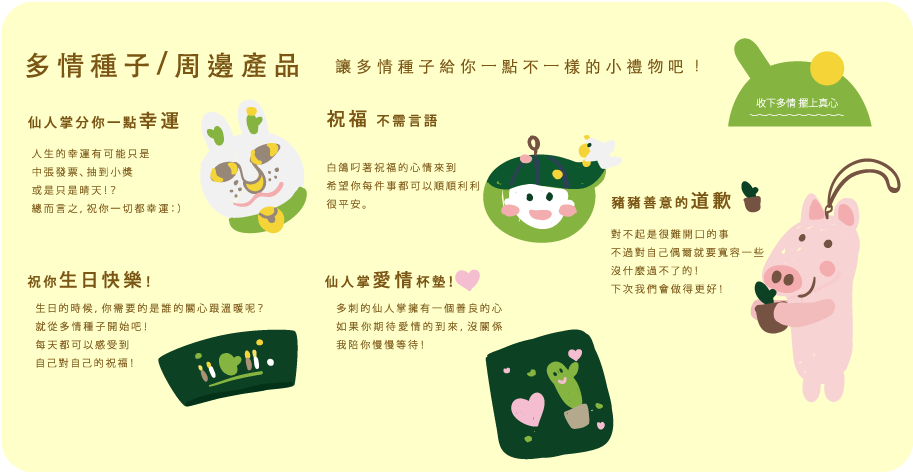 多情種子/周邊產品
讓多情種子給你一點不一樣的小禮物吧！
收下多情 擺上真心
仙人掌分你一點幸運
人生的幸運有可能只是
中張發票、抽到小獎
或是只是晴天！？
總而言之，祝你一切都幸運：）
祝福 不需言語
白鴿叼著祝福的心情來到
希望你每件事都可以順順利利
很平安。
豬豬善意的道歉
對不起是很難開口的事
不過對自己偶爾就要寬容一些
沒什麼過不了的！
下次我們會做得更好！
祝你生日快樂！
生日的時候，你需要的是誰的關心跟溫暖呢？
就從多情種子開始吧！
每天都可以感受到
自己對自己的祝福！
仙人掌愛情杯墊！
多刺的仙人掌擁有一個善良的心
如果你期待愛情的到來，沒關係
我陪你慢慢等待！